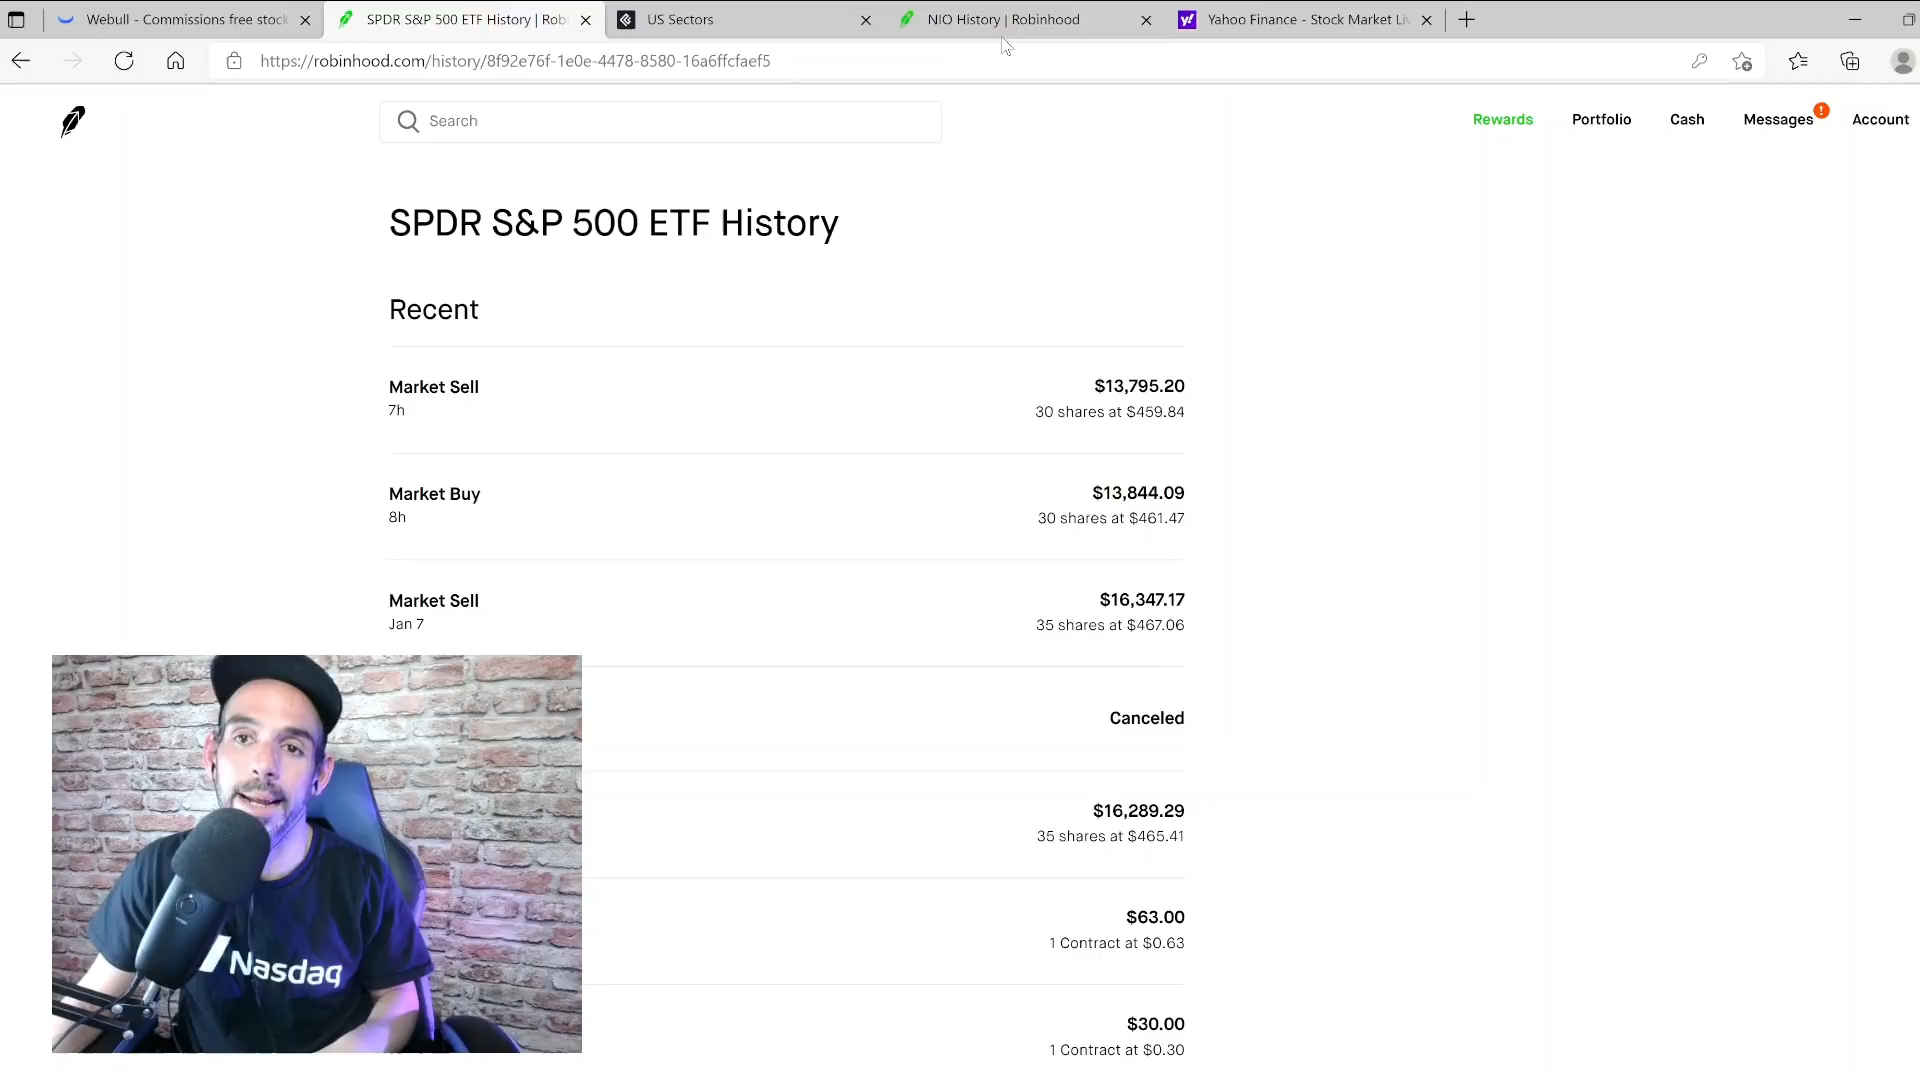 Webull - Commissions free stock
SPDR S&P 500 ETF History | Robi
US Sectors
NIO History | Robinhood
Yahoo Finance - Stock Market Li
https://robinhood.com/history/8f92e76f-1e0e-4478-8580-16a6ffcfaef5
Search
Rewards
Portfolio
Cash
Messages
!
Account
SPDR S&P 500 ETF History
Recent
Market Sell
$13,795.20
7h
30 shares at $459.84
Market Buy
$13,844.09
8h
30 shares at $461.47
Market Sell
$16,347.17
Jan 7
35 shares at $467.06
Canceled
$16,289.29
35 shares at $465.41
$63.00
1 Contract at $0.63
$30.00
1 Contract at $0.30
Nasdaq